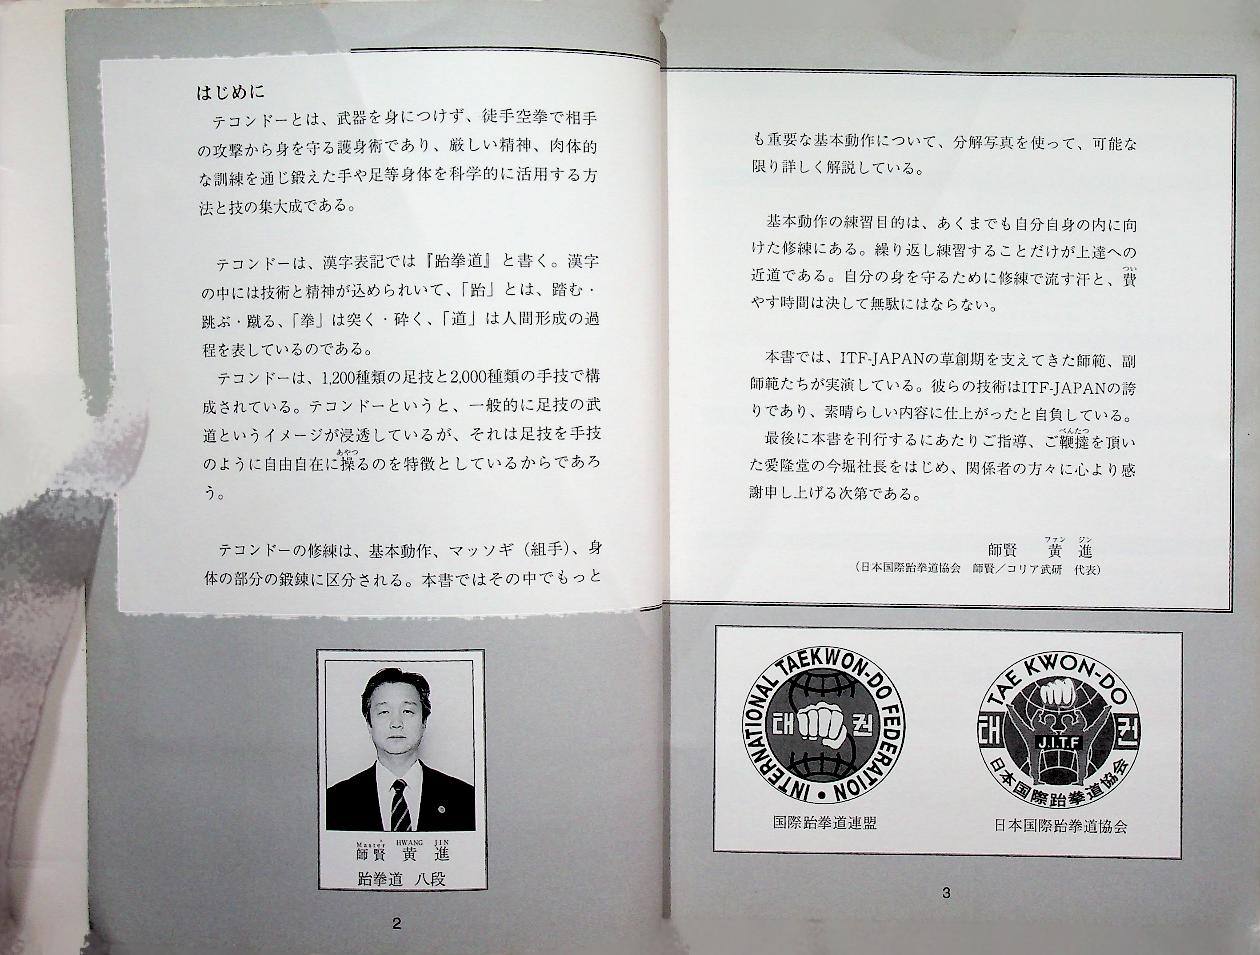 はじめに
テコンドーとは、武器を身につけず、徒手空拳で相手
の攻撃から身を守る護身術であり、厳しい精神、肉体的
な訓練を通じ鍛えた手や足等身体を科学的に活用する方
法と技の集大成である。
テコンドーは、漢字表記では『跆拳道』と書く。漢字
の中には技術と精神が込められいて、「跆」とは、踏む・
跳ぶ・蹴る、「拳」は突く・砕く、「道」は人間形成の過
程を表しているのである。
テコンドーは、1,200種類の足技と2,000種類の手技で構
成されている。テコンドーというと、一般的に足技の武
道というイメージが浸透しているが、それは足技を手技
あやつ
のように自由自在に操るのを特徴としているからであろ
う。
テコンドーの修練は、基本動作、マッソギ（組手）、身
体の部分の鍛錬に区分される。本書ではその中でもっと
Master HWANG JIN
師賢 黄 進
跆拳道 八段
2
も重要な基本動作について、分解写真を使って、可能な
限り詳しく解説している。
基本動作の練習目的は、あくまでも自分自身の内に向
けた修練にある。繰り返し練習することだけが上達への
つい
近道である。自分の身を守るために修練で流す汗と、費
やす時間は決して無駄にはならない。
本書では、ITF-JAPANの草創期を支えてきた師範、副
師範たちが実演している。彼らの技術はITF-JAPANの誇
りであり、素晴らしい内容に仕上がったと自負している。
べんたつ
最後に本書を刊行するにあたりご指導、ご鞭撻を頂い
た愛隆堂の今堀社長をはじめ、関係者の方々に心より感
謝申し上げる次第である。
ファン ジン
師賢 黄 進
（日本国際跆拳道協会 師賢／コリア武研 代表）
INTERNATIONAL TAEKWON-DO FEDERATION
태 권
国際跆拳道連盟
TAE KWON-DO
태 권
J.I.T.F
日本国際跆拳道協会
日本国際跆拳道協会
3